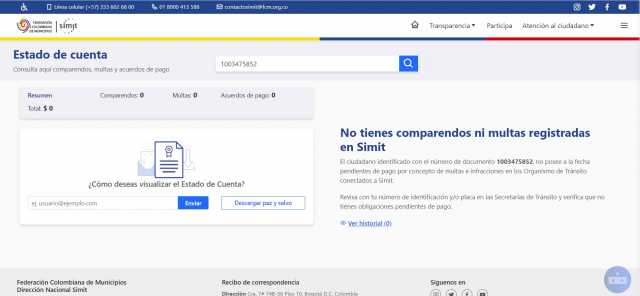 Línea celular (+57) 333 602 66 00
01 8000 413 588
contactosimit@fcm.org.co
FEDERACIÓN
COLOMBIANA
DE MUNICIPIOS
simit
Transparencia
Participa
Atención al ciudadano
Estado de cuenta
Consulta aquí comparendos, multas y acuerdos de pago
1003475852
Resumen
Comparendos: 0
Multas: 0
Acuerdos de pago: 0
Total: $ 0
¿Cómo deseas visualizar el Estado de Cuenta?
ej. usuario@ejemplo.com
Enviar
Descargar paz y salvo
No tienes comparendos ni multas registradas
en Simit
El ciudadano identificado con el número de documento 1003475852, no posee a la fecha
pendientes de pago por concepto de multas e infracciones en los Organismo de Tránsito
conectados a Simit.
Revisa con tu número de identificación y/o placa en las Secretarías de Tránsito y verifica que no
tienes obligaciones pendientes de pago.
Ver historial (0)
Federación Colombiana de Municipios
Dirección Nacional Simit
Recibo de correspondencia
Dirección Cra. 7# 74B-56 Piso 10, Bogotá D.C. Colombia
Síguenos en